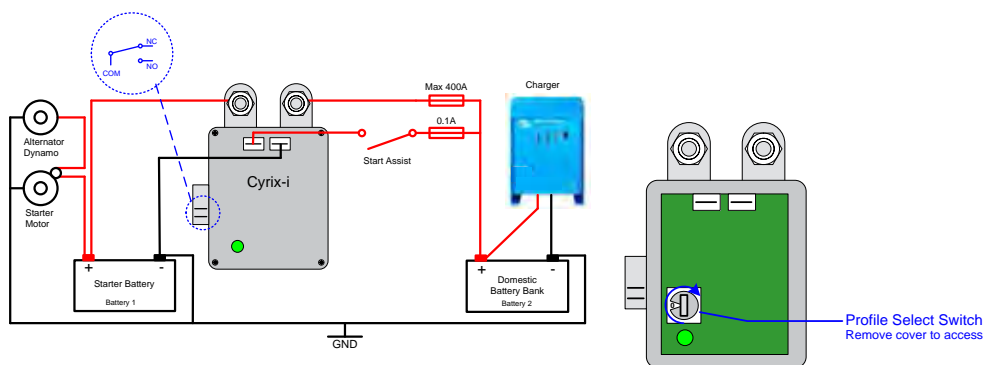 NC
COM
NO
Max 400A
Charger
0.1A
Alternator
Dynamo
Start Assist
Cyrix-i
Starter
Motor
+ -
Starter Battery
Battery 1
+ -
Domestic
Battery Bank
Battery 2
GND
Profile Select Switch
Remove cover to access